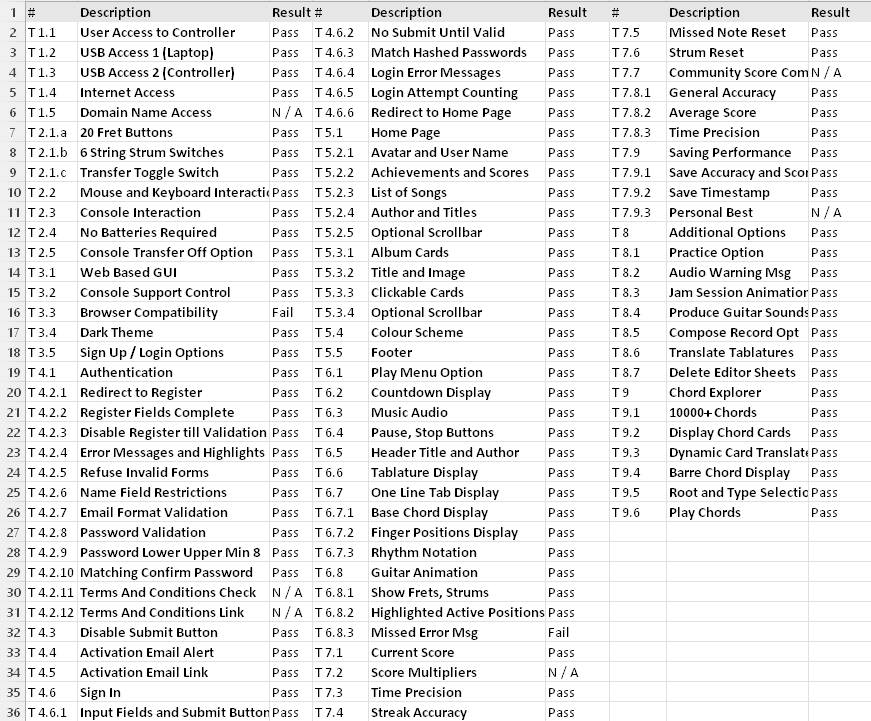 1 # Description Result # Description Result # Description Result
2 T 1.1 User Access to Controller Pass T 4.6.2 No Submit Until Valid Pass T 7.5 Missed Note Reset Pass
3 T 1.2 USB Access 1 (Laptop) Pass T 4.6.3 Match Hashed Passwords Pass T 7.6 Strum Reset Pass
4 T 1.3 USB Access 2 (Controller) Pass T 4.6.4 Login Error Messages Pass T 7.7 Community Score Com N / A
5 T 1.4 Internet Access Pass T 4.6.5 Login Attempt Counting Pass T 7.8.1 General Accuracy Pass
6 T 1.5 Domain Name Access N / A T 4.6.6 Redirect to Home Page Pass T 7.8.2 Average Score Pass
7 T 2.1.a 20 Fret Buttons Pass T 5.1 Home Page Pass T 7.8.3 Time Precision Pass
8 T 2.1.b 6 String Strum Switches Pass T 5.2.1 Avatar and User Name Pass T 7.9 Saving Performance Pass
9 T 2.1.c Transfer Toggle Switch Pass T 5.2.2 Achievements and Scores Pass T 7.9.1 Save Accuracy and Scor Pass
10 T 2.2 Mouse and Keyboard Interactic Pass T 5.2.3 List of Songs Pass T 7.9.2 Save Timestamp Pass
11 T 2.3 Console Interaction Pass T 5.2.4 Author and Titles Pass T 7.9.3 Personal Best N / A
12 T 2.4 No Batteries Required Pass T 5.2.5 Optional Scrollbar Pass T 8 Additional Options Pass
13 T 2.5 Console Transfer Off Option Pass T 5.3.1 Album Cards Pass T 8.1 Practice Option Pass
14 T 3.1 Web Based GUI Pass T 5.3.2 Title and Image Pass T 8.2 Audio Warning Msg Pass
15 T 3.2 Console Support Control Pass T 5.3.3 Clickable Cards Pass T 8.3 Jam Session Animation Pass
16 T 3.3 Browser Compatibility Fail T 5.3.4 Optional Scrollbar Pass T 8.4 Produce Guitar Sounds Pass
17 T 3.4 Dark Theme Pass T 5.4 Colour Scheme Pass T 8.5 Compose Record Opt Pass
18 T 3.5 Sign Up / Login Options Pass T 5.5 Footer Pass T 8.6 Translate Tablatures Pass
19 T 4.1 Authentication Pass T 6.1 Play Menu Option Pass T 8.7 Delete Editor Sheets Pass
20 T 4.2.1 Redirect to Register Pass T 6.2 Countdown Display Pass T 9 Chord Explorer Pass
21 T 4.2.2 Register Fields Complete Pass T 6.3 Music Audio Pass T 9.1 10000+ Chords Pass
22 T 4.2.3 Disable Register till Validation Pass T 6.4 Pause, Stop Buttons Pass T 9.2 Display Chord Cards Pass
23 T 4.2.4 Error Messages and Highlights Pass T 6.5 Header Title and Author Pass T 9.3 Dynamic Card Translate Pass
24 T 4.2.5 Refuse Invalid Forms Pass T 6.6 Tablature Display Pass T 9.4 Barre Chord Display Pass
25 T 4.2.6 Name Field Restrictions Pass T 6.7 One Line Tab Display Pass T 9.5 Root and Type Selectic Pass
26 T 4.2.7 Email Format Validation Pass T 6.7.1 Base Chord Display Pass T 9.6 Play Chords Pass
27 T 4.2.8 Password Validation Pass T 6.7.2 Finger Positions Display Pass
28 T 4.2.9 Password Lower Upper Min 8 Pass T 6.7.3 Rhythm Notation Pass
29 T 4.2.10 Matching Confirm Password Pass T 6.8 Guitar Animation Pass
30 T 4.2.11 Terms And Conditions Check N / A T 6.8.1 Show Frets, Strums Pass
31 T 4.2.12 Terms And Conditions Link N / A T 6.8.2 Highlighted Active Positions Pass
32 T 4.3 Disable Submit Button Pass T 6.8.3 Missed Error Msg Fail
33 T 4.4 Activation Email Alert Pass T 7.1 Current Score Pass
34 T 4.5 Activation Email Link Pass T 7.2 Score Multipliers N / A
35 T 4.6 Sign In Pass T 7.3 Time Precision Pass
36 T 4.6.1 Input Fields and Submit Button Pass T 7.4 Streak Accuracy Pass